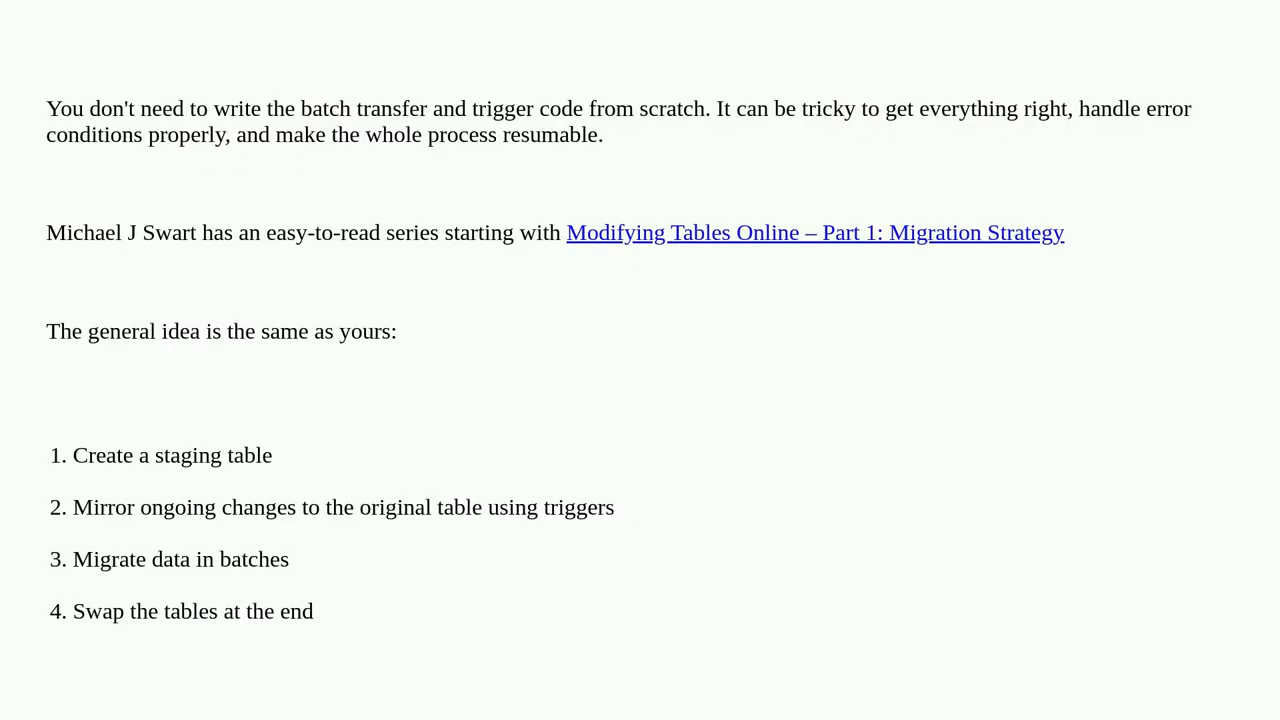 You don't need to write the batch transfer and trigger code from scratch. It can be tricky to get everything right, handle error
conditions properly, and make the whole process resumable.
Michael J Swart has an easy-to-read series starting with Modifying Tables Online – Part 1: Migration Strategy
The general idea is the same as yours:
1. Create a staging table
2. Mirror ongoing changes to the original table using triggers
3. Migrate data in batches
4. Swap the tables at the end